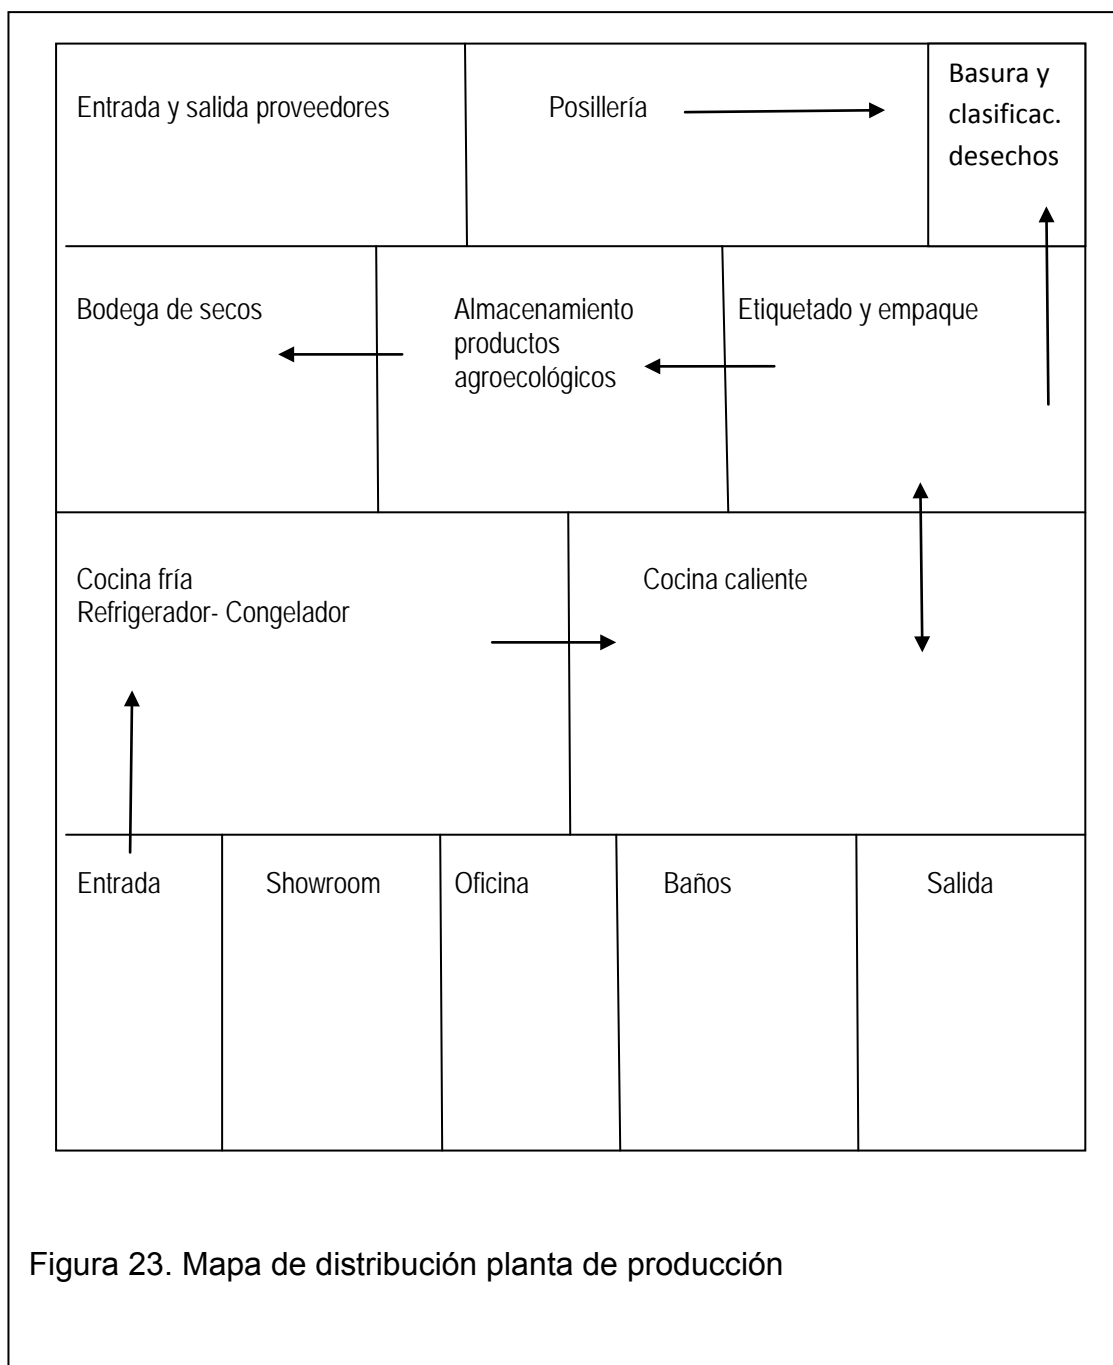 Entrada y salida proveedores
Posillería
Basura y
clasificac.
desechos
Bodega de secos
Almacenamiento
productos
agroecológicos
Etiquetado y empaque
Cocina fría
Refrigerador- Congelador
Cocina caliente
Entrada
Showroom
Oficina
Baños
Salida
Figura 23. Mapa de distribución planta de producción